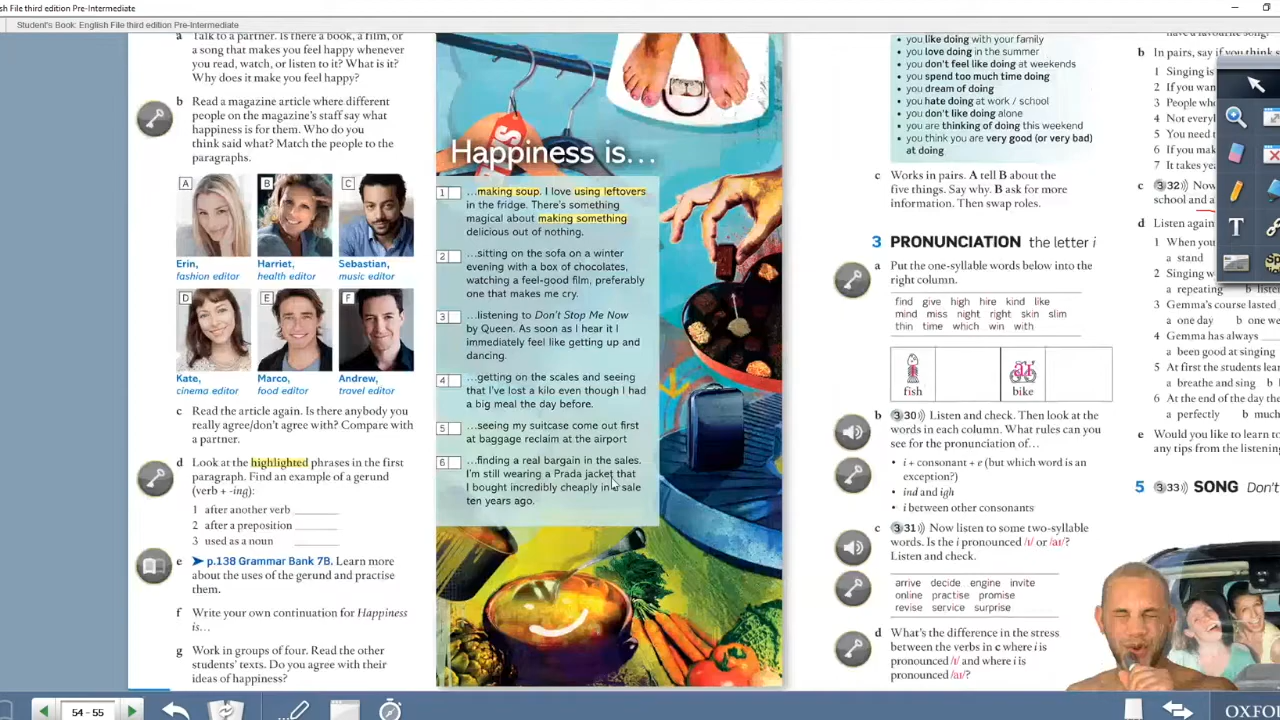 sh File third edition Pre-Intermediate
Student's Book: English File third edition Pre-Intermediate
a Talk to a partner. Is there a book, a film, or
a song that makes you feel happy whenever
you read, watch, or listen to it? What is it?
Why does it make you feel happy?
b Read a magazine article where different
people on the magazine's staff say what
happiness is for them. Who do you
think said what? Match the people to the
paragraphs.
A B C
Erin, Harriet, Sebastian,
fashion editor health editor music editor
D E F
Kate, Marco, Andrew,
cinema editor food editor travel editor
c Read the article again. Is there anybody you
really agree/don't agree with? Compare with
a partner.
d Look at the highlighted phrases in the first
paragraph. Find an example of a gerund
(verb + -ing):
1 after another verb
2 after a preposition
3 used as a noun
e p.138 Grammar Bank 7B. Learn more
about the uses of the gerund and practise
them.
f Write your own continuation for Happiness
is…
g Work in groups of four. Read the other
students' texts. Do you agree with their
ideas of happiness?
Happiness is…
1 …making soup. I love using leftovers
in the fridge. There's something
magical about making something
delicious out of nothing.
2 …sitting on the sofa on a winter
evening with a box of chocolates,
watching a feel-good film, preferably
one that makes me cry.
3 …listening to Don't Stop Me Now
by Queen. As soon as I hear it I
immediately feel like getting up and
dancing.
4 …getting on the scales and seeing
that I've lost a kilo even though I had
a big meal the day before.
5 …seeing my suitcase come out first
at baggage reclaim at the airport
6 …finding a real bargain in the sales.
I'm still wearing a Prada jacket that
I bought incredibly cheaply in a sale
ten years ago.
• you like doing with your family
• you love doing in the summer
• you don't feel like doing at weekends
• you spend too much time doing
• you dream of doing
• you hate doing at work / school
• you don't like doing alone
• you are thinking of doing this weekend
• you think you are very good (or very bad)
at doing
c Works in pairs. A tell B about the
five things. Say why. B ask for more
information. Then swap roles.
3 PRONUNCIATION the letter i
a Put the one-syllable words below into the
right column.
find give high hire kind like
mind miss night right skin slim
thin time which win with
fish bike
b 3 30 Listen and check. Then look at the
words in each column. What rules can you
see for the pronunciation of…
• i + consonant + e (but which word is an
exception?)
• ind and igh
• i between other consonants
c 3 31 Now listen to some two-syllable
words. Is the i pronounced /ɪ/ or /aɪ/?
Listen and check.
arrive decide engine invite
online practise promise
revise service surprise
d What's the difference in the stress
between the verbs in c where i is
pronounced /ɪ/ and where i is
pronounced /aɪ/?
b In pairs, say if you think s
1 Singing is
2 If you wan
3 People who
4 Not every
5 You need t
6 If you mak
7 It takes ye
c 3 32 Now
school and a
d Listen again
1 When you
a stand
2 Singing w
a repeating b liste
3 Gemma's course lasted
a one day b one we
4 Gemma has always
a been good at singing
5 At first the students lear
a breathe and sing b l
6 At the end of the day the
a perfectly b much
e Would you like to learn to
any tips from the listening
5 3 33 SONG Don't
54 - 55
OXFO